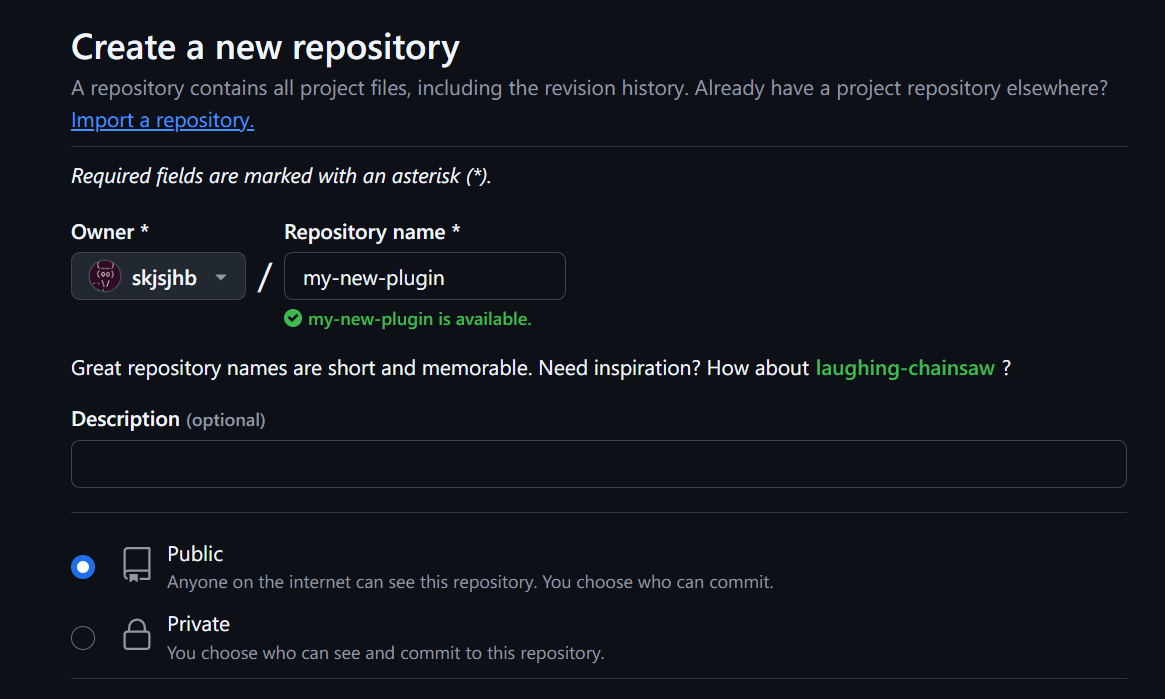 Create a new repository
A repository contains all project files, including the revision history. Already have a project repository elsewhere?
Import a repository.
Required fields are marked with an asterisk (*).
Owner *
Repository name *
skjsjhb
/
my-new-plugin
my-new-plugin is available.
Great repository names are short and memorable. Need inspiration? How about laughing-chainsaw ?
Description (optional)
Public
Anyone on the internet can see this repository. You choose who can commit.
Private
You choose who can see and commit to this repository.